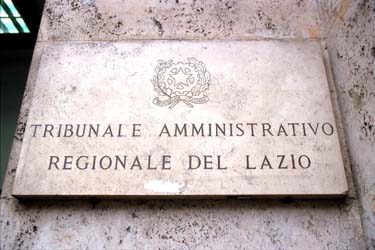 TRIBUNALE AMMINISTRATIVO
REGIONALE DEL LAZIO